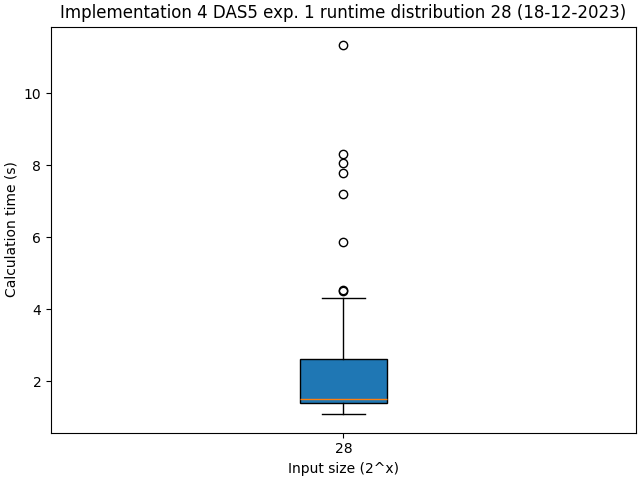 Implementation 4 DAS5 exp. 1 runtime distribution 28 (18-12-2023)
Calculation time (s)
10
8
6
4
2
28
Input size (2^x)